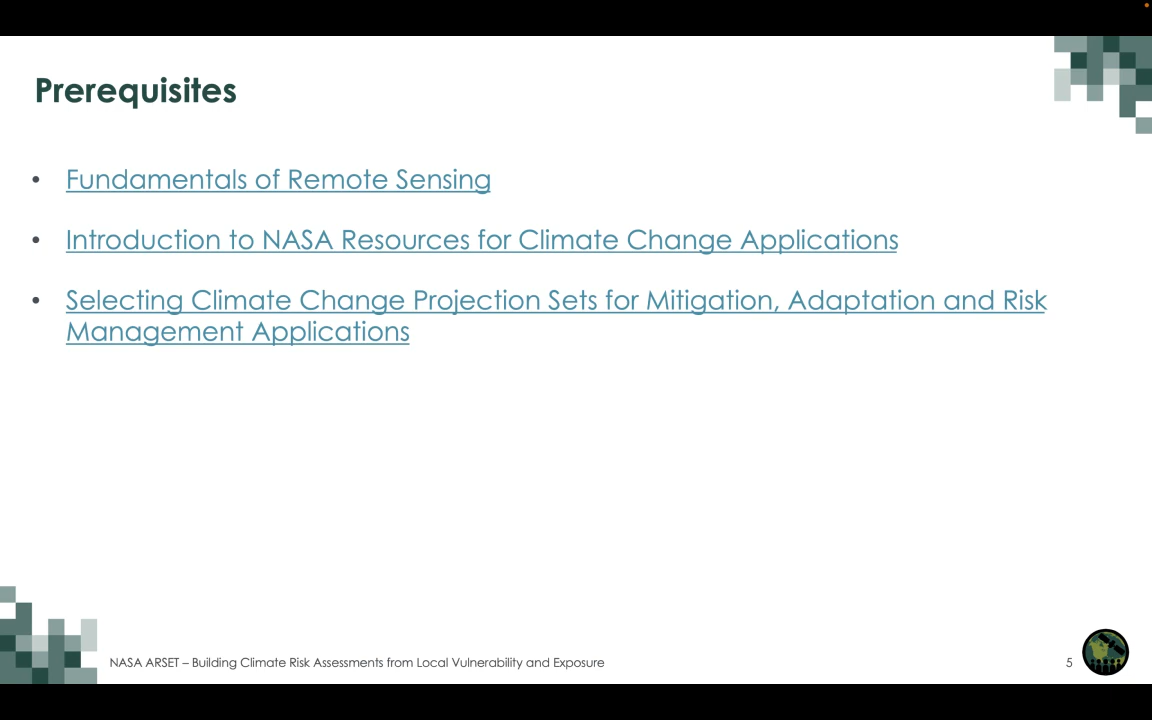 Prerequisites
• Fundamentals of Remote Sensing
• Introduction to NASA Resources for Climate Change Applications
• Selecting Climate Change Projection Sets for Mitigation, Adaptation and Risk
Management Applications
NASA ARSET – Building Climate Risk Assessments from Local Vulnerability and Exposure
5